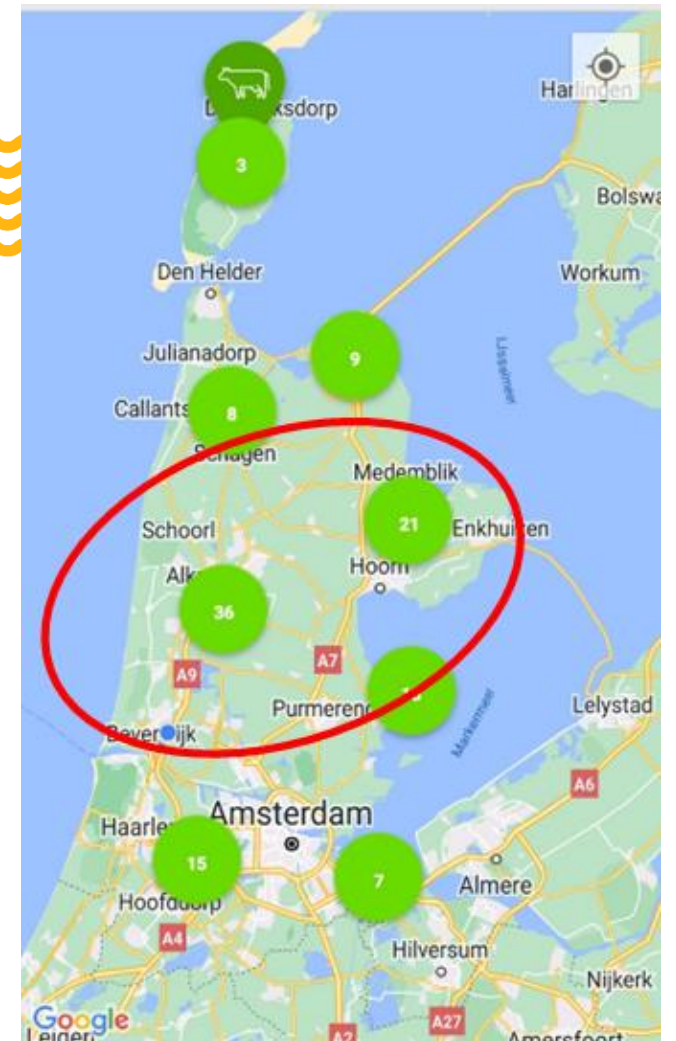 Harlingen
ksdorp
3
Bolswa
Den Helder
Workum
Julianadorp
9
IJsselmeer
Callants
8
Schagen
Medemblik
21
Enkhuizen
Schoorl
Hoorn
Alk
36
A7
A9
Purmeren
Lelystad
Markermeer
Beverwijk
A6
Amsterdam
Haarle
15
7
Almere
Hoofddorp
A4
Hilversum
Nijkerk
Google
Leiden
A27
A2
Amersfoort